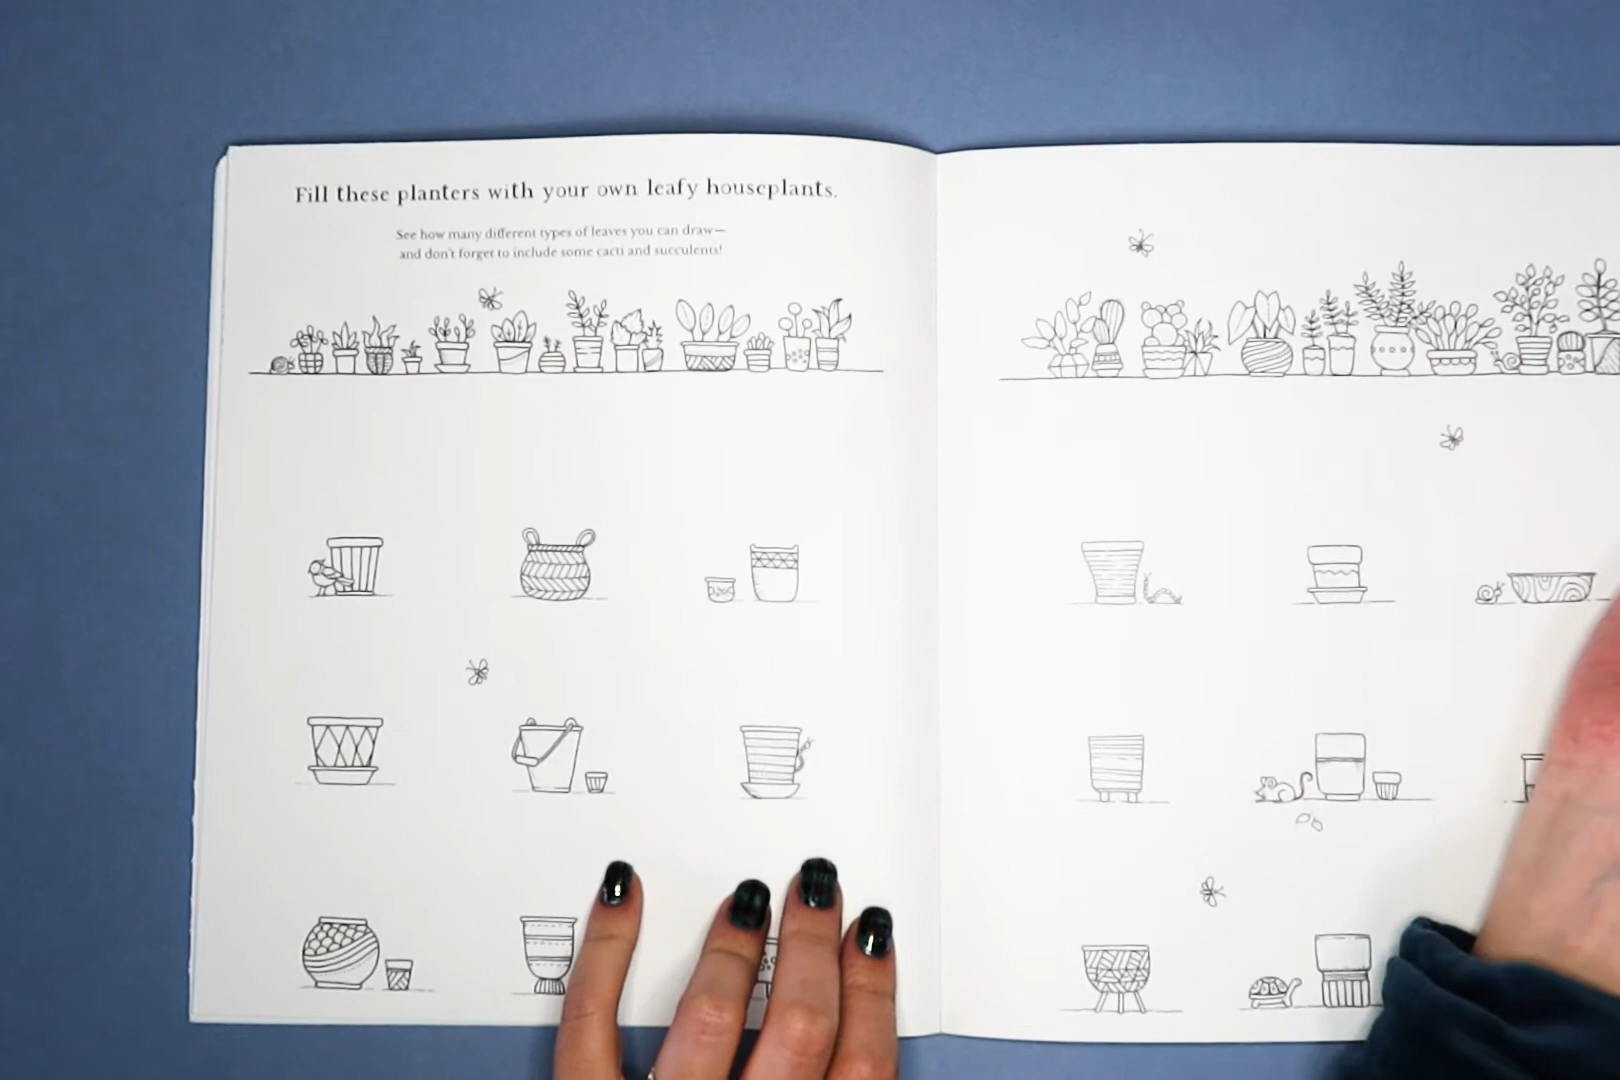 Fill these planters with your own leafy houseplants.
See how many different types of leaves you can draw—
and don't forget to include some cacti and succulents!